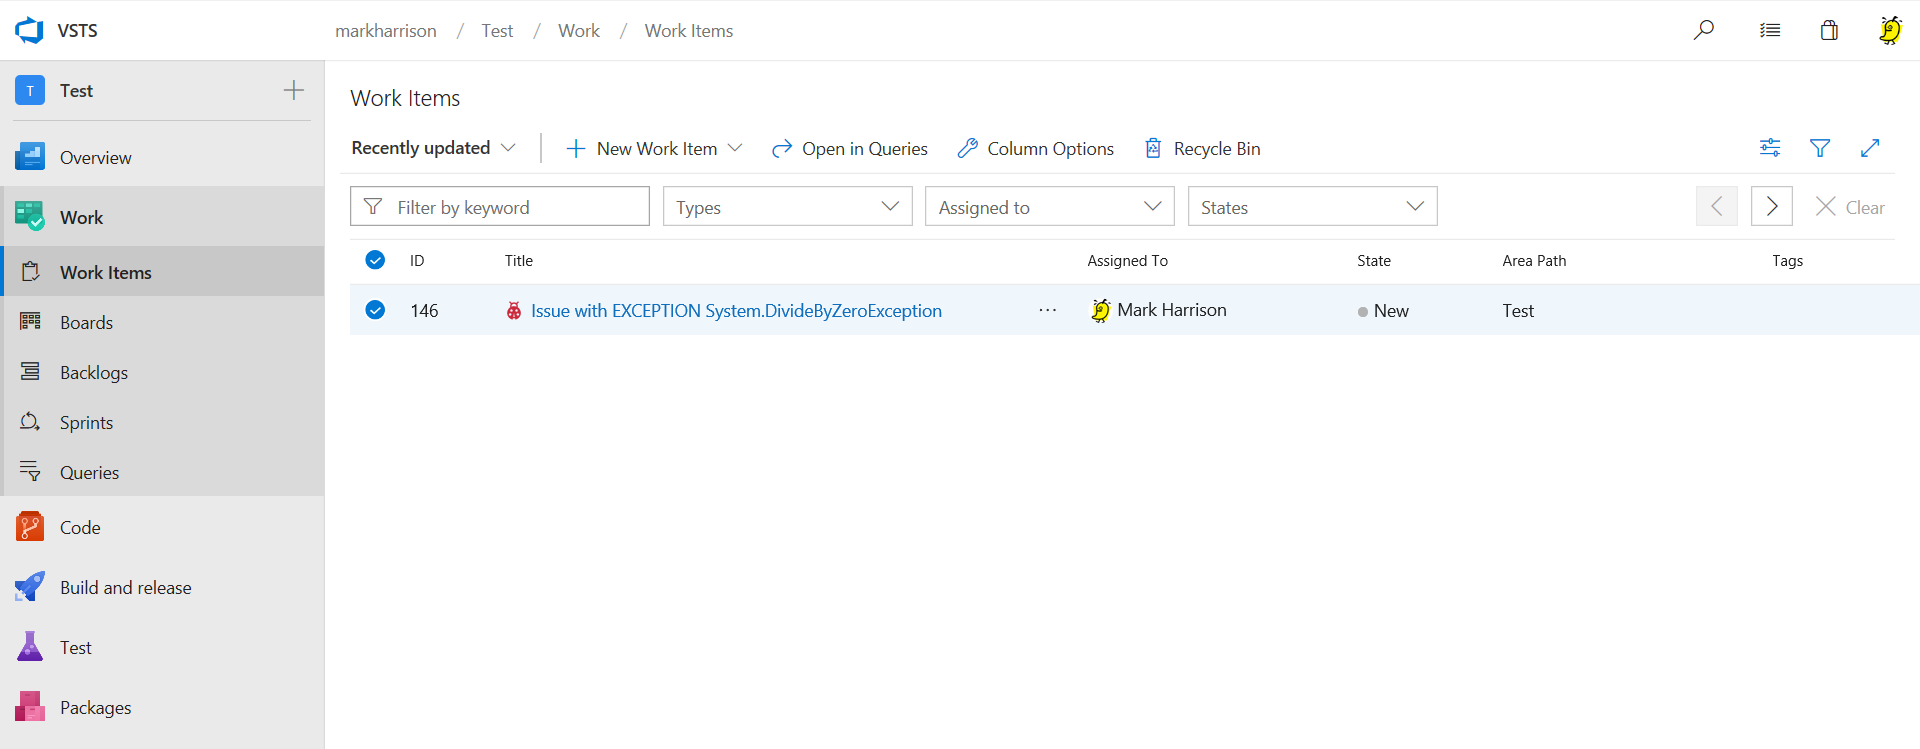 VSTS
markharrison / Test / Work / Work Items
T Test
Overview
Work
Work Items
Boards
Backlogs
Sprints
Queries
Code
Build and release
Test
Packages
Work Items
Recently updated New Work Item Open in Queries Column Options Recycle Bin
Filter by keyword Types Assigned to States Clear
ID Title Assigned To State Area Path Tags
146 Issue with EXCEPTION System.DivideByZeroException ... Mark Harrison New Test